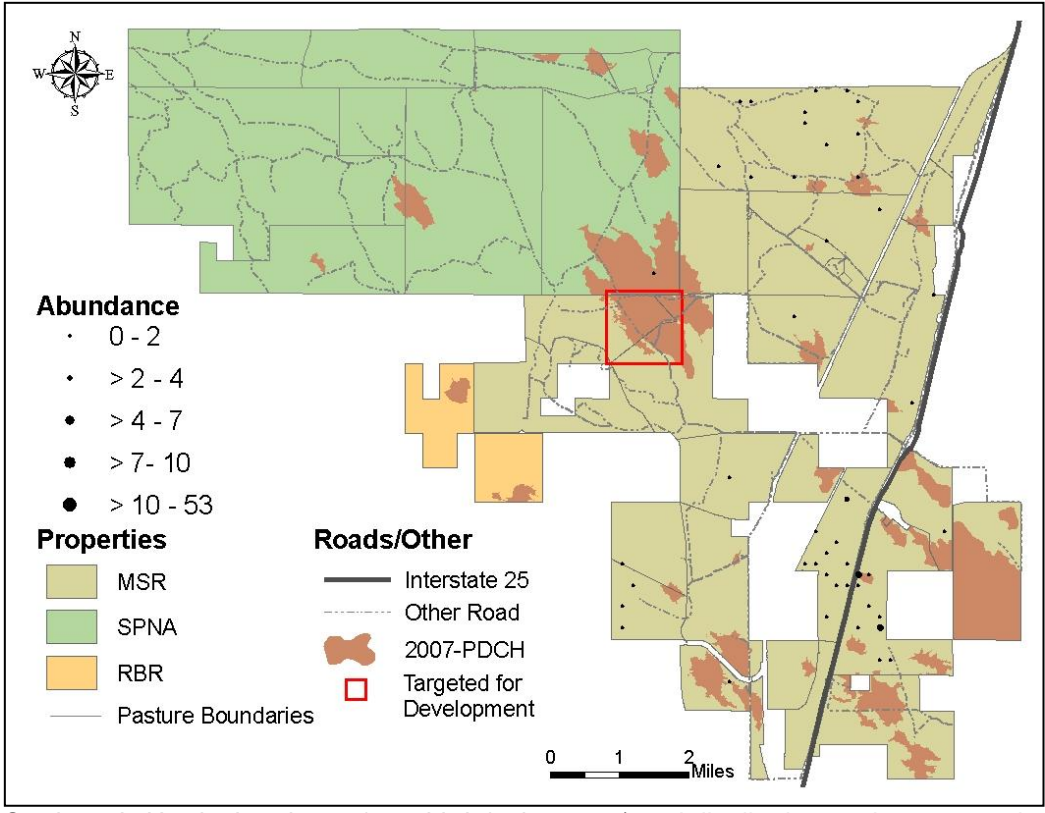 N
W E
S
Abundance
0 - 2
> 2 - 4
> 4 - 7
> 7- 10
> 10 - 53
Properties
MSR
SPNA
RBR
Pasture Boundaries
Roads/Other
Interstate 25
Other Road
2007-PDCH
Targeted for
Development
0 1 2
Miles